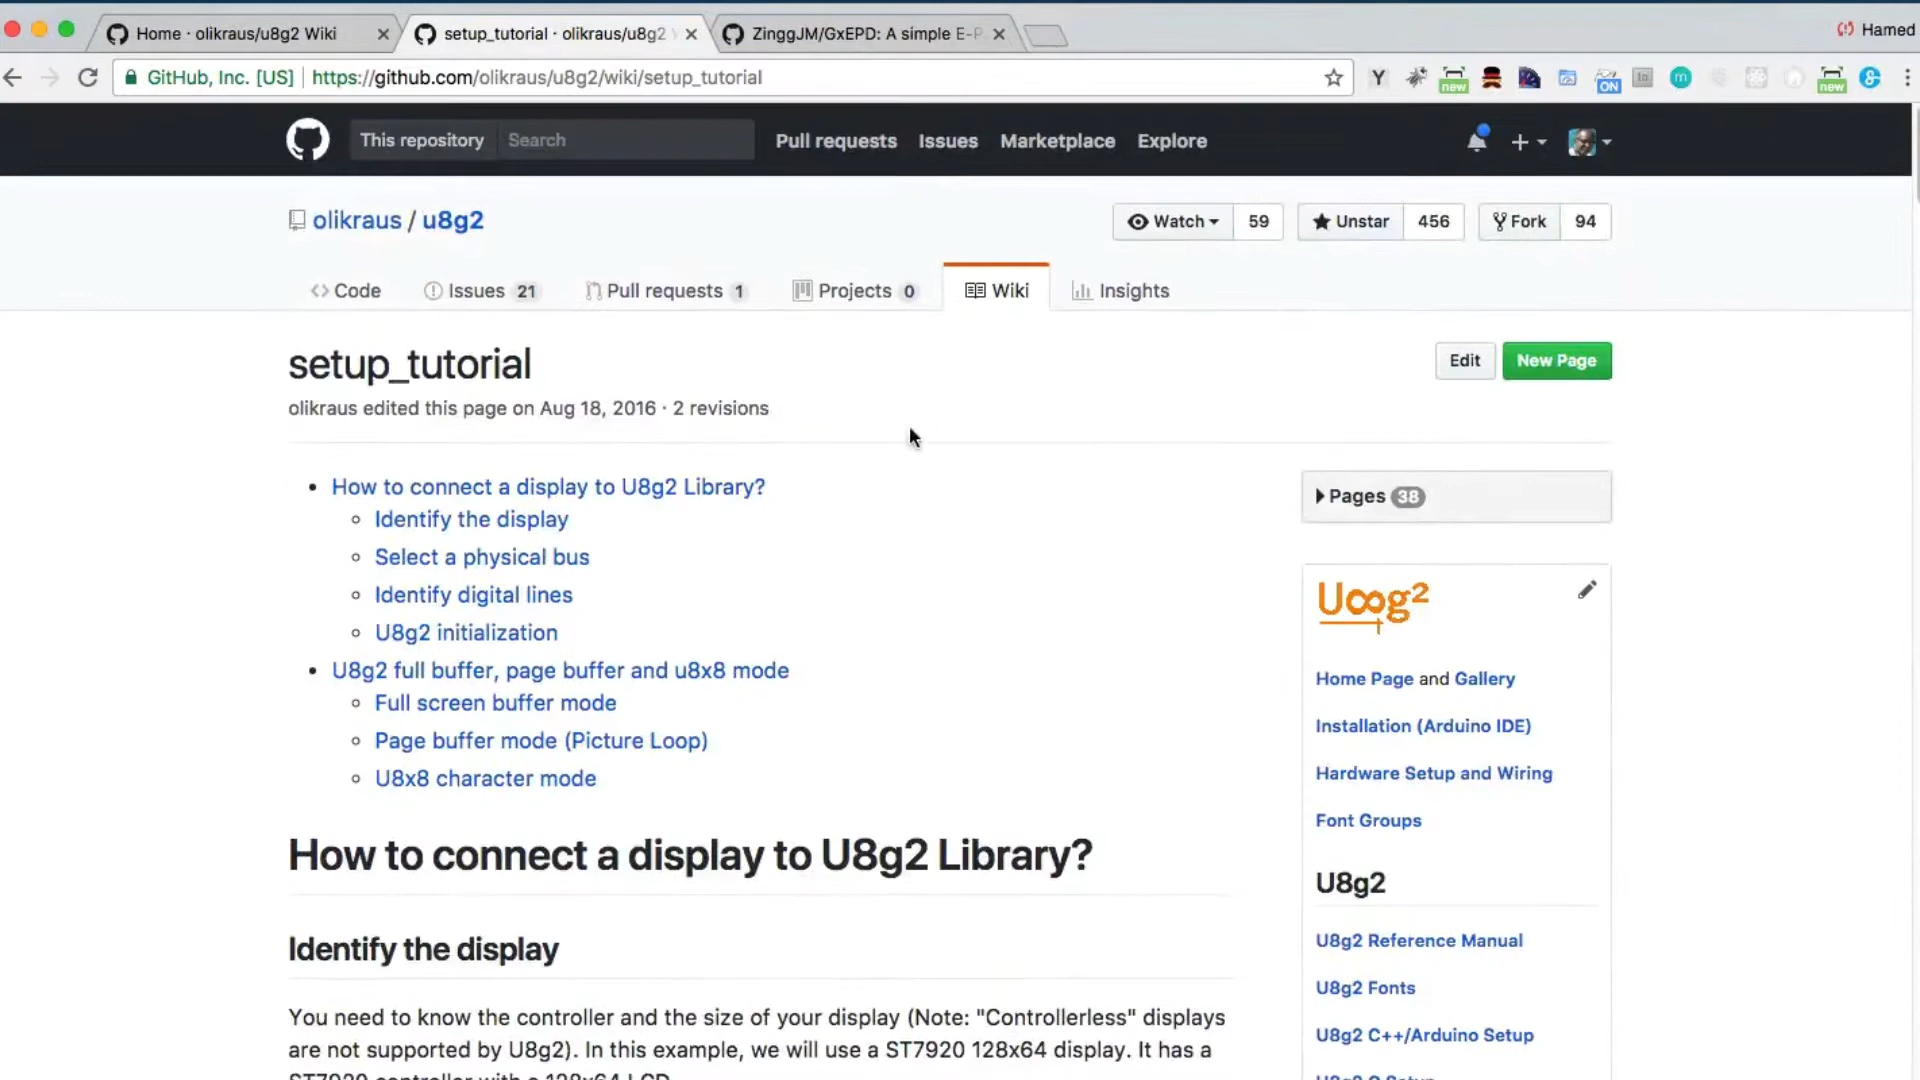 Home · olikraus/u8g2 Wiki
setup_tutorial · olikraus/u8g2
ZinggJM/GxEPD: A simple E-P
Hamed
GitHub, Inc. [US] https://github.com/olikraus/u8g2/wiki/setup_tutorial
Y
new
ON
m
new
This repository Search Pull requests Issues Marketplace Explore
olikraus / u8g2
Watch 59 Unstar 456 Fork 94
Code Issues 21 Pull requests 1 Projects 0 Wiki Insights
setup_tutorial
Edit New Page
olikraus edited this page on Aug 18, 2016 · 2 revisions
How to connect a display to U8g2 Library?
Identify the display
Select a physical bus
Identify digital lines
U8g2 initialization
U8g2 full buffer, page buffer and u8x8 mode
Full screen buffer mode
Page buffer mode (Picture Loop)
U8x8 character mode
How to connect a display to U8g2 Library?
Identify the display
You need to know the controller and the size of your display (Note: "Controllerless" displays
are not supported by U8g2). In this example, we will use a ST7920 128x64 display. It has a
ST7920 controller with a 128x64 LCD.
Pages 38
U8g2
Home Page and Gallery
Installation (Arduino IDE)
Hardware Setup and Wiring
Font Groups
U8g2
U8g2 Reference Manual
U8g2 Fonts
U8g2 C++/Arduino Setup
U8g2 C Setup